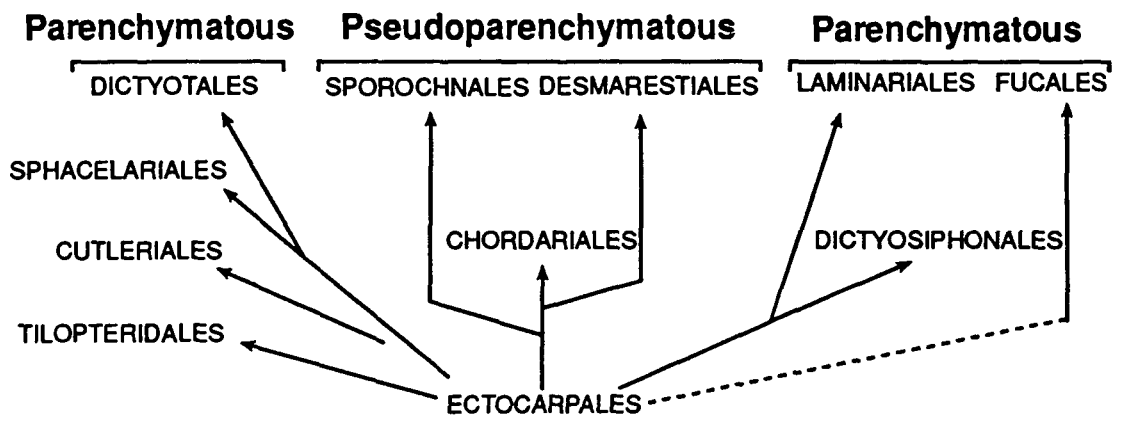 Parenchymatous Pseudoparenchymatous Parenchymatous
DICTYOTALES SPOROCHNALES DESMARESTIALES LAMINARIALES FUCALES
SPHACELARIALES
CUTLERIALES CHORDARIALES DICTYOSIPHONALES
TILOPTERIDALES
ECTOCARPALES